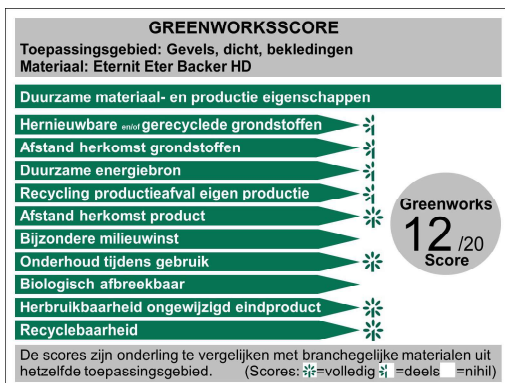 GREENWORKSSCORE
Toepassingsgebied: Gevels, dicht, bekledingen
Materiaal: Eternit Eter Backer HD
Duurzame materiaal- en productie eigenschappen
Hernieuwbare en/of gerecyclede grondstoffen
Afstand herkomst grondstoffen
Duurzame energiebron
Recycling productieafval eigen productie
Afstand herkomst product
Bijzondere milieuwinst
Onderhoud tijdens gebruik
Biologisch afbreekbaar
Herbruikbaarheid ongewijzigd eindproduct
Recyclebaarheid
Greenworks
12 /20
Score
De scores zijn onderling te vergelijken met branchegelijke materialen uit
hetzelfde toepassingsgebied. (Scores: =volledig =deels =nihil)